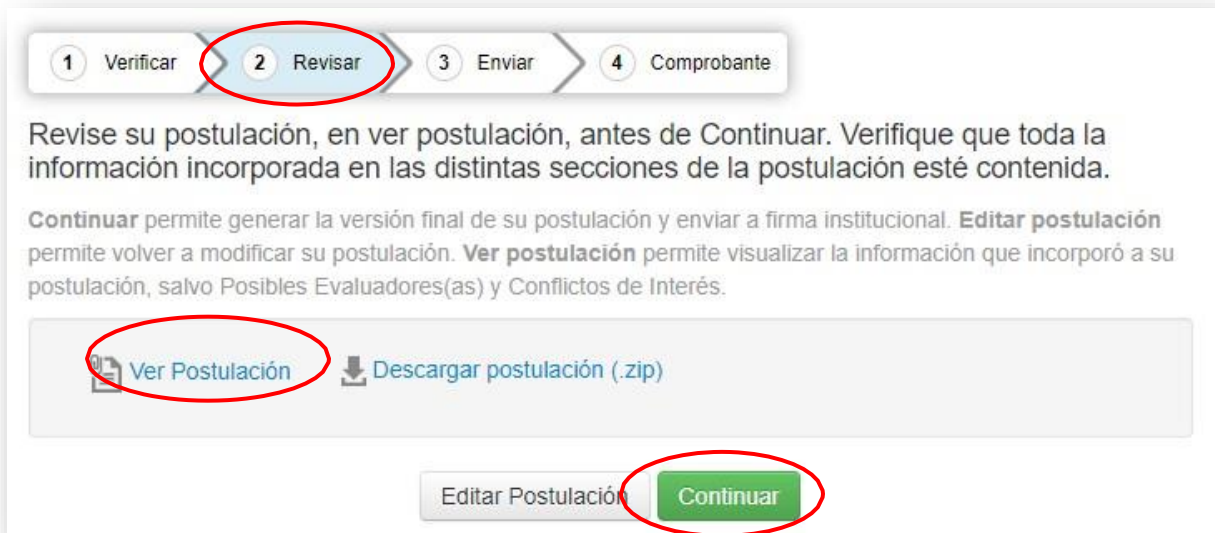 1 Verificar 2 Revisar 3 Enviar 4 Comprobante
Revise su postulación, en ver postulación, antes de Continuar. Verifique que toda la
información incorporada en las distintas secciones de la postulación esté contenida.
Continuar permite generar la versión final de su postulación y enviar a firma institucional. Editar postulación
permite volver a modificar su postulación. Ver postulación permite visualizar la información que incorporó a su
postulación, salvo Posibles Evaluadores(as) y Conflictos de Interés.
Ver Postulación Descargar postulación (.zip)
Editar Postulación Continuar